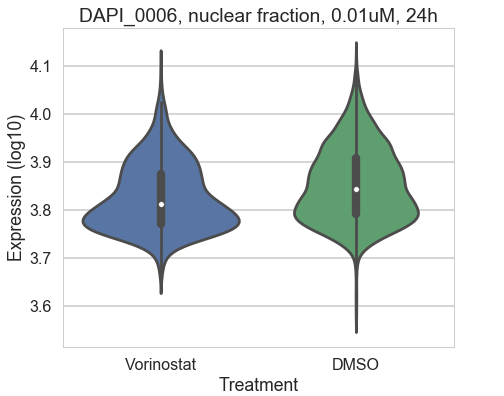 DAPI_0006, nuclear fraction, 0.01uM, 24h
Expression (log10)
4.1
4.0
3.9
3.8
3.7
3.6
Vorinostat
DMSO
Treatment